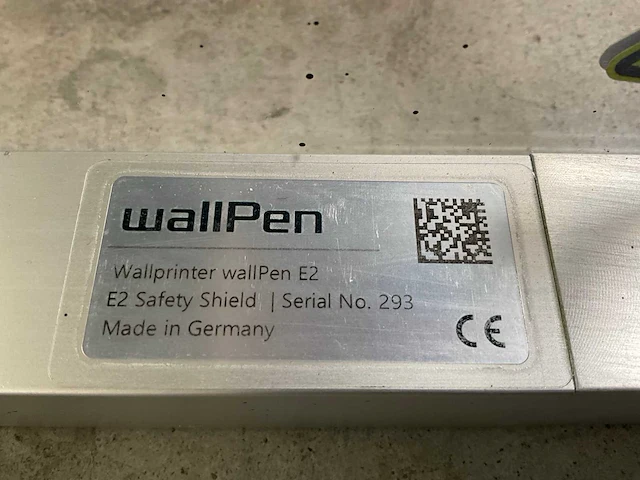 wallPen
Wallprinter wallPen E2
E2 Safety Shield | Serial No. 293
Made in Germany
CE